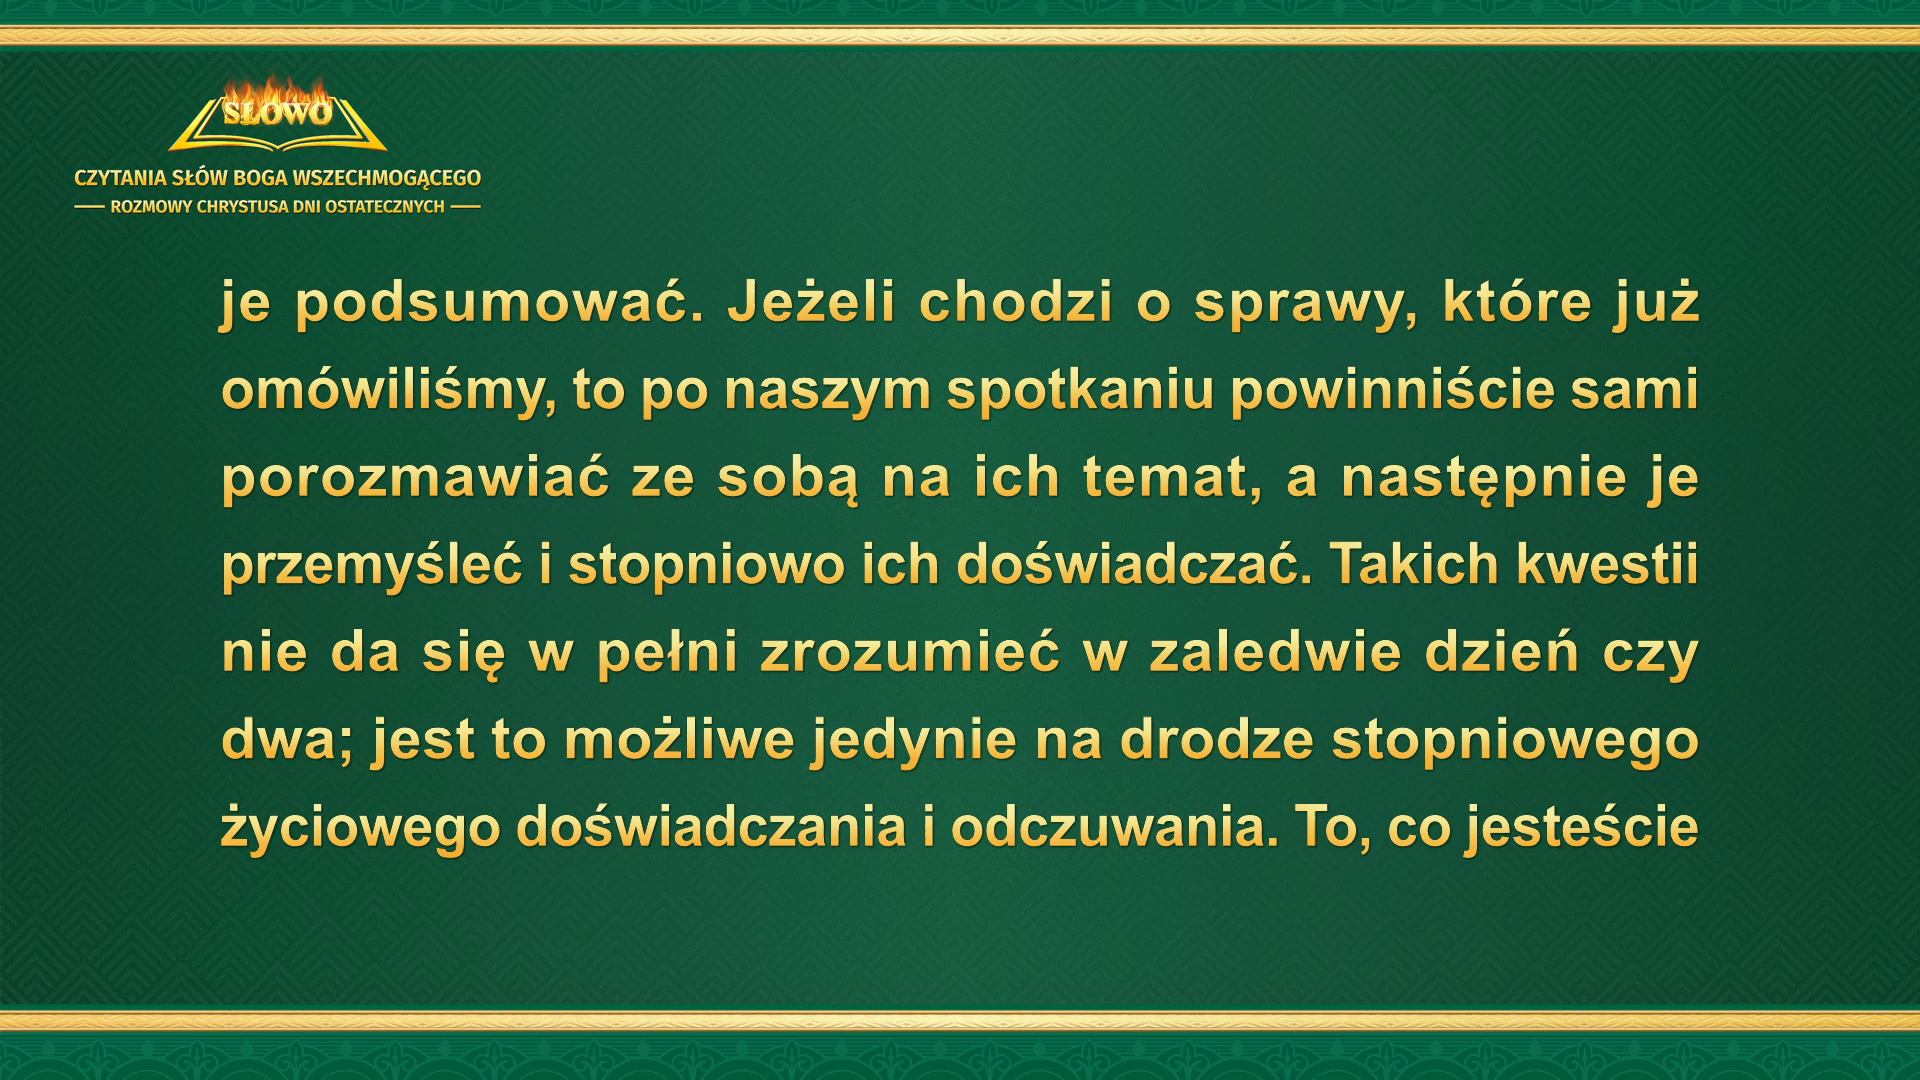 SŁOWO
CZYTANIA SŁÓW BOGA WSZECHMOGĄCEGO
ROZMOWY CHRYSTUSA DNI OSTATECZNYCH
je podsumować. Jeżeli chodzi o sprawy, które już
omówiliśmy, to po naszym spotkaniu powinniście sami
porozmawiać ze sobą na ich temat, a następnie je
przemyśleć i stopniowo ich doświadczać. Takich kwestii
nie da się w pełni zrozumieć w zaledwie dzień czy
dwa; jest to możliwe jedynie na drodze stopniowego
życiowego doświadczania i odczuwania. To, co jesteście